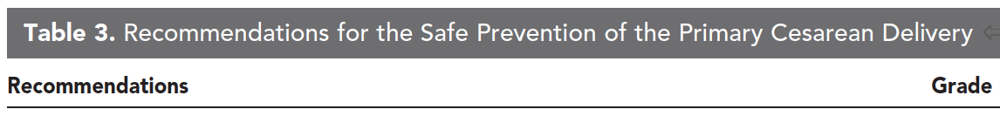 Table 3. Recommendations for the Safe Prevention of the Primary Cesarean Delivery ⇦
Recommendations Grade